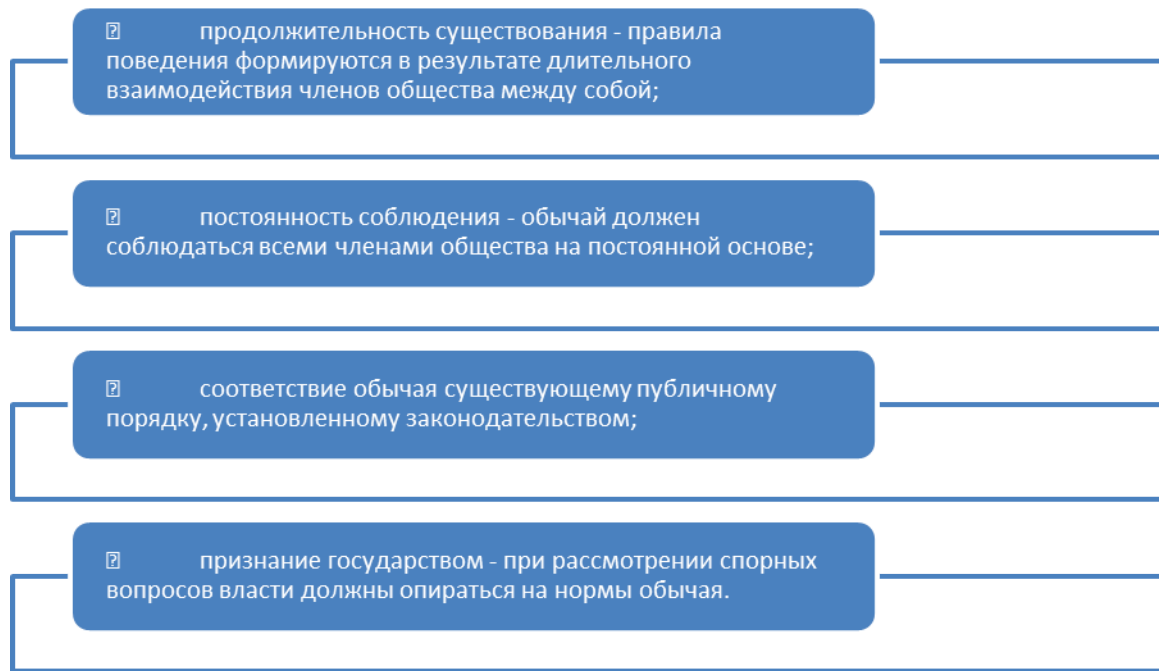 продолжительность существования - правила
поведения формируются в результате длительного
взаимодействия членов общества между собой;
постоянность соблюдения - обычай должен
соблюдаться всеми членами общества на постоянной основе;
соответствие обычая существующему публичному
порядку, установленному законодательством;
признание государством - при рассмотрении спорных
вопросов власти должны опираться на нормы обычая.